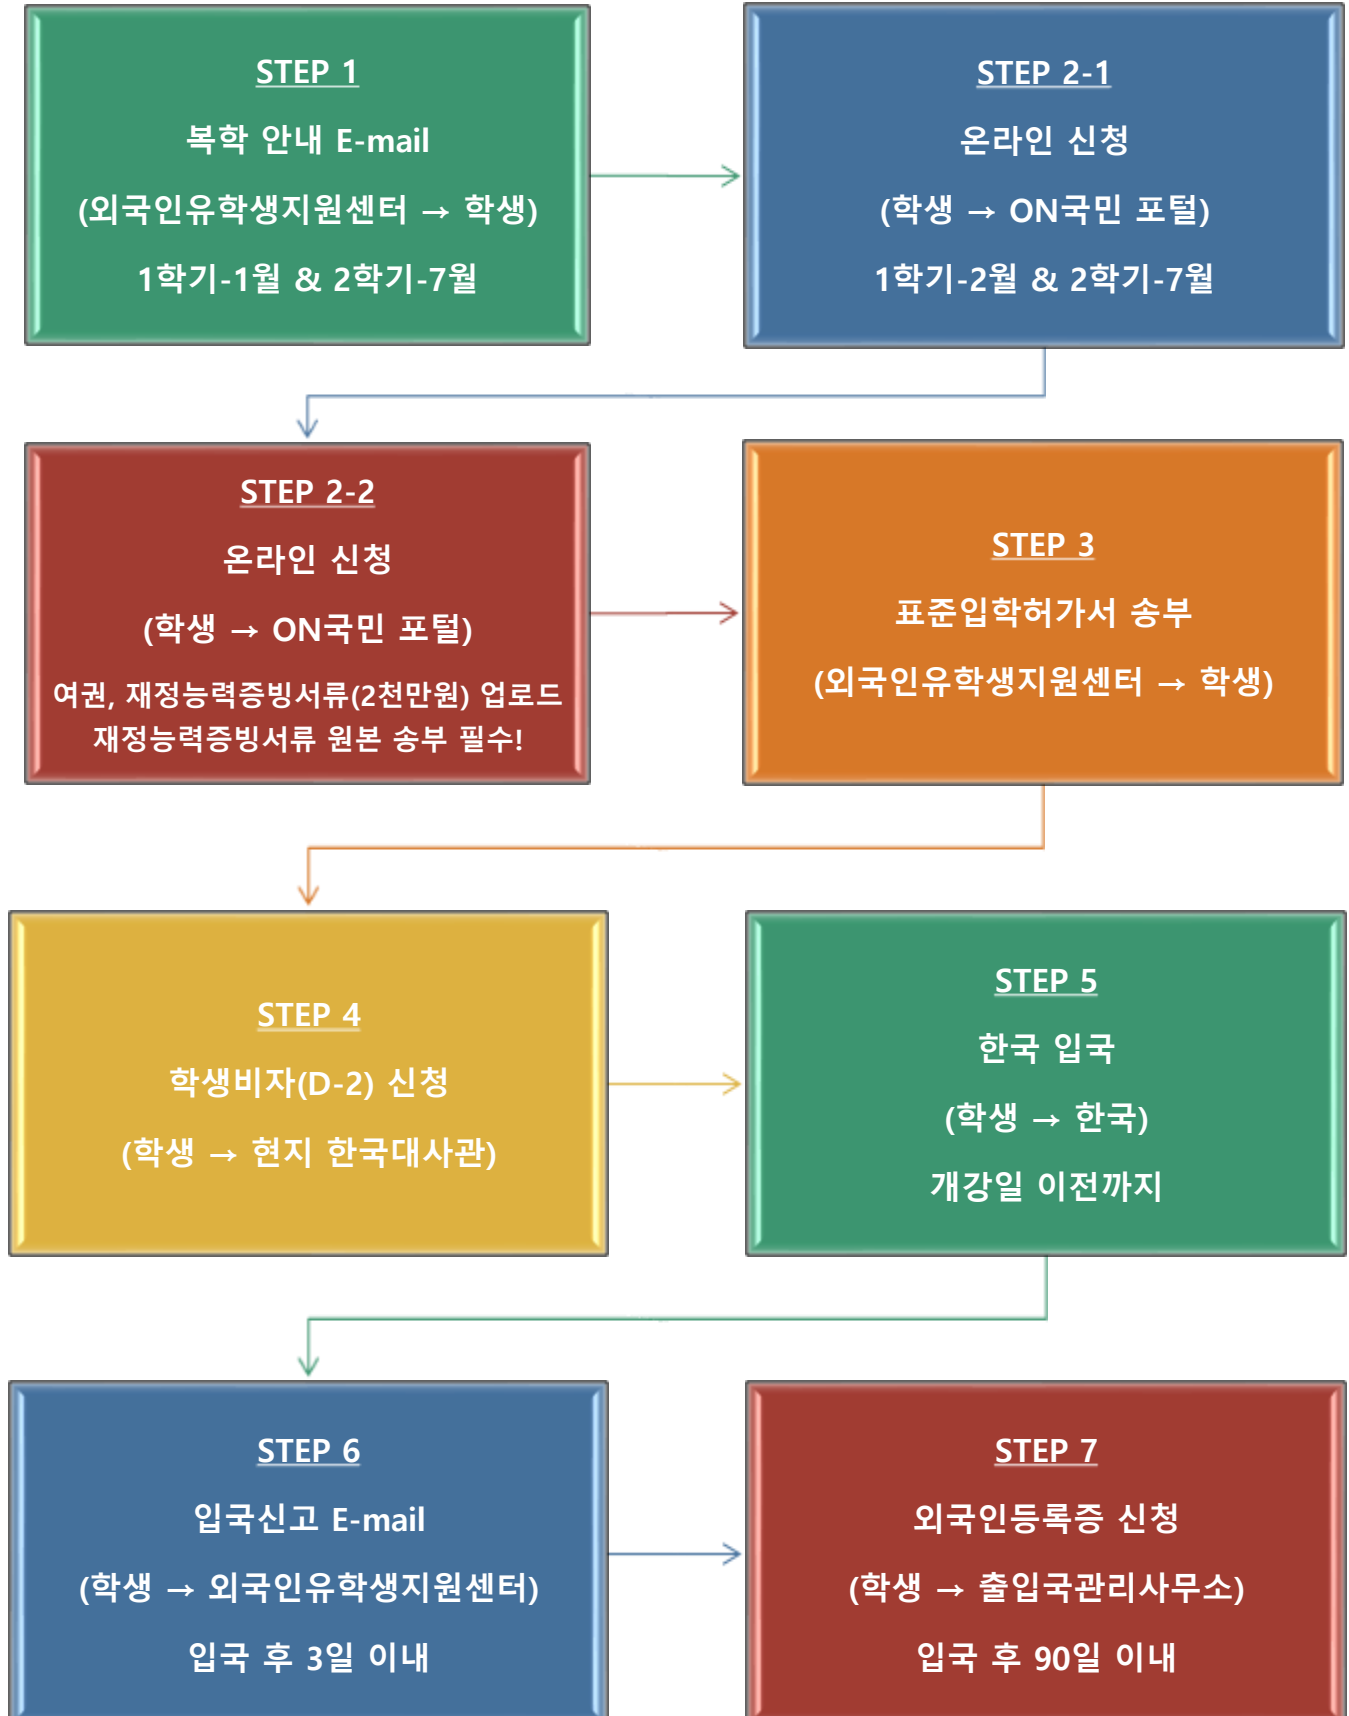 STEP 1
복학 안내 E-mail
(외국인유학생지원센터 → 학생)
1학기-1월 & 2학기-7월
STEP 2-1
온라인 신청
(학생 → ON국민 포털)
1학기-2월 & 2학기-7월
STEP 2-2
온라인 신청
(학생 → ON국민 포털)
여권, 재정능력증빙서류(2천만원) 업로드
재정능력증빙서류 원본 송부 필수!
STEP 3
표준입학허가서 송부
(외국인유학생지원센터 → 학생)
STEP 4
학생비자(D-2) 신청
(학생 → 현지 한국대사관)
STEP 5
한국 입국
(학생 → 한국)
개강일 이전까지
STEP 6
입국신고 E-mail
(학생 → 외국인유학생지원센터)
입국 후 3일 이내
STEP 7
외국인등록증 신청
(학생 → 출입국관리사무소)
입국 후 90일 이내